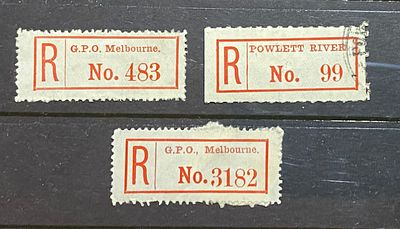 R
G.P.O. Melbourne.
No. 483
R
POWLETT RIVER
No. 99
R
G.P.O., Melbourne.
No. 3182